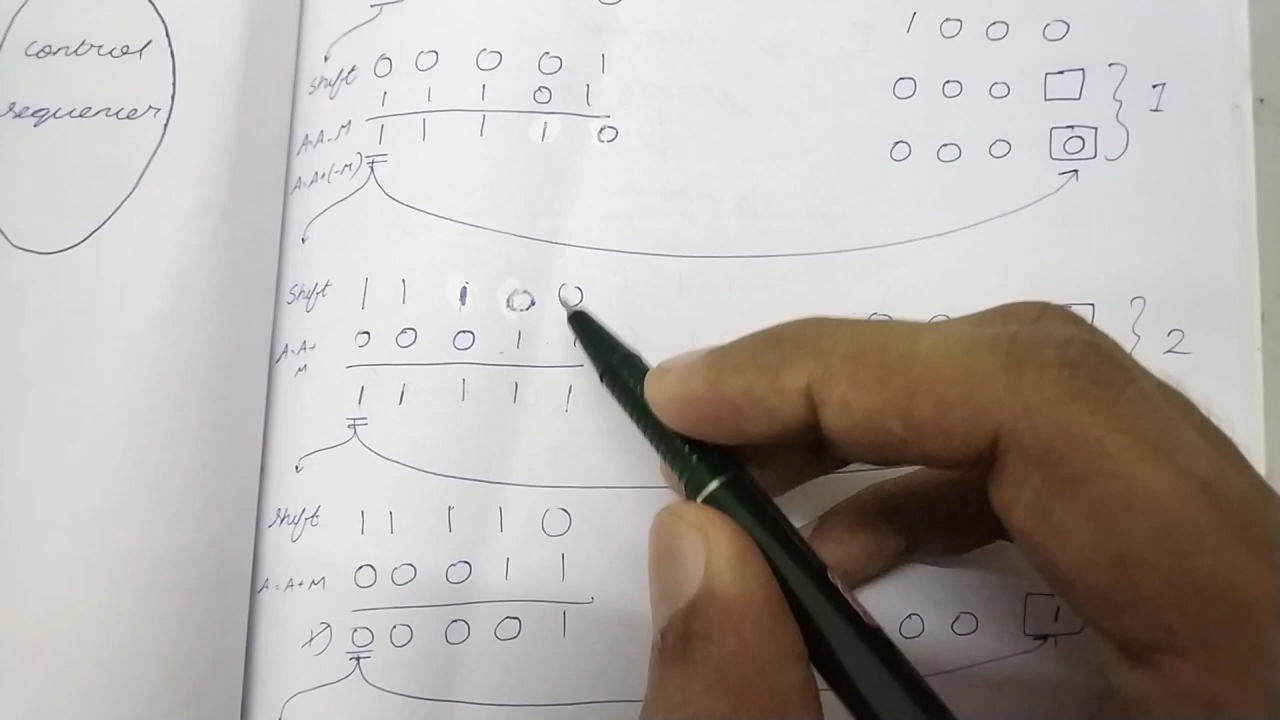 control
sequencer
1 0 0 0
shift 0 0 0 0 1
1 1 1 0 1
0 0 0
A=A-M 1 1 1 1 0
A=A+(-M)
0 0 0 0
1
shift 1 1 1 0 0
2
A=A+M 0 0 0 1
1 1 1 1 1
shift 1 1 1 1 0
A=A+M 0 0 0 1 1
0 0 0 0 1
0 0 1